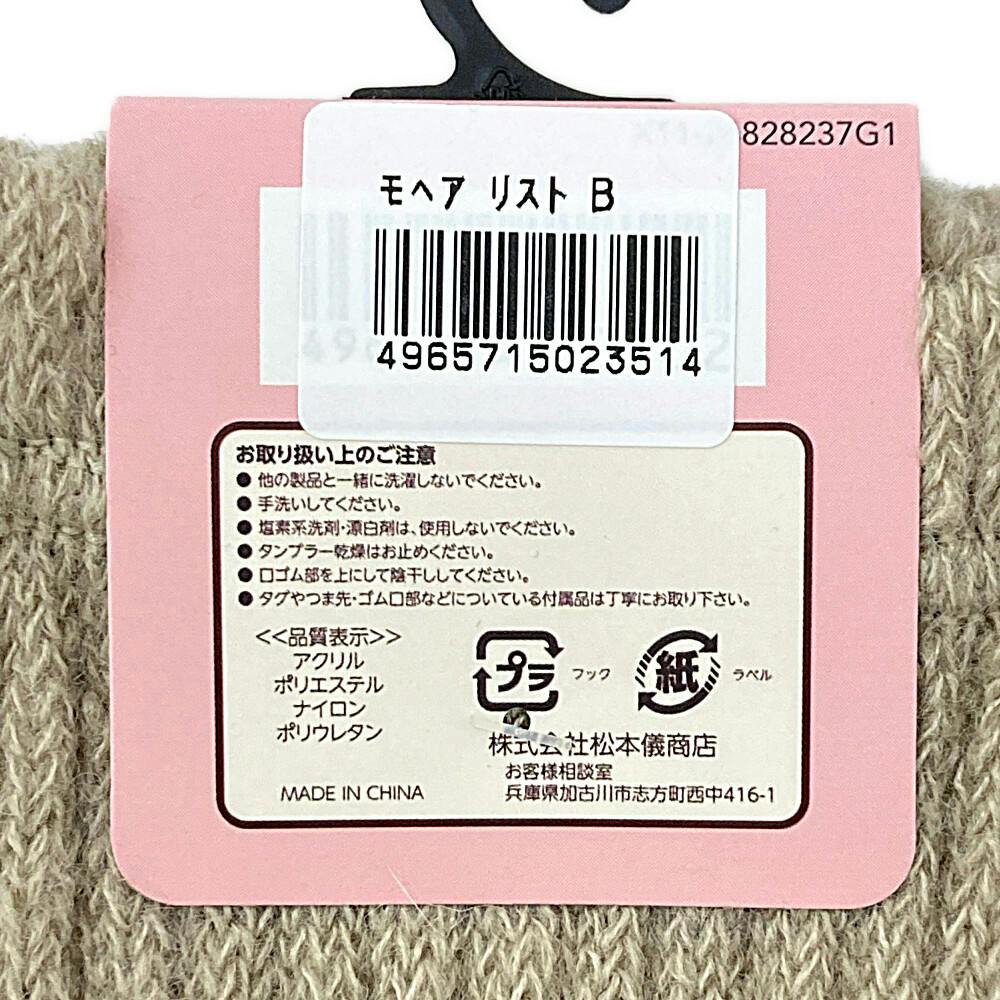 828237G1
モヘア リスト B
4965715023514
お取り扱い上のご注意
● 他の製品と一緒に洗濯しないでください。
● 手洗いしてください。
● 塩素系洗剤・漂白剤は、使用しないでください。
● タンプラー乾燥はお止めください。
● 口ゴム部を上にして陰干ししてください。
● タグやつま先・ゴム口部などについている付属品は丁寧にお取り下さい。
<<品質表示>>
アクリル
ポリエステル
ナイロン
ポリウレタン
MADE IN CHINA
プラ フック 紙 ラベル
株式会社松本儀商店
お客様相談室
兵庫県加古川市志方町西中416-1